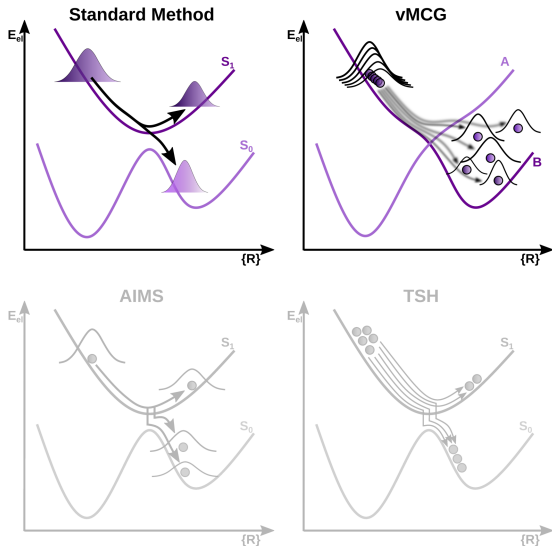 Standard Method
E_el
S_1
S_0
{R}
vMCG
E_el
A
B
{R}
AIMS
E_el
S_1
S_0
{R}
TSH
E_el
S_1
S_0
{R}